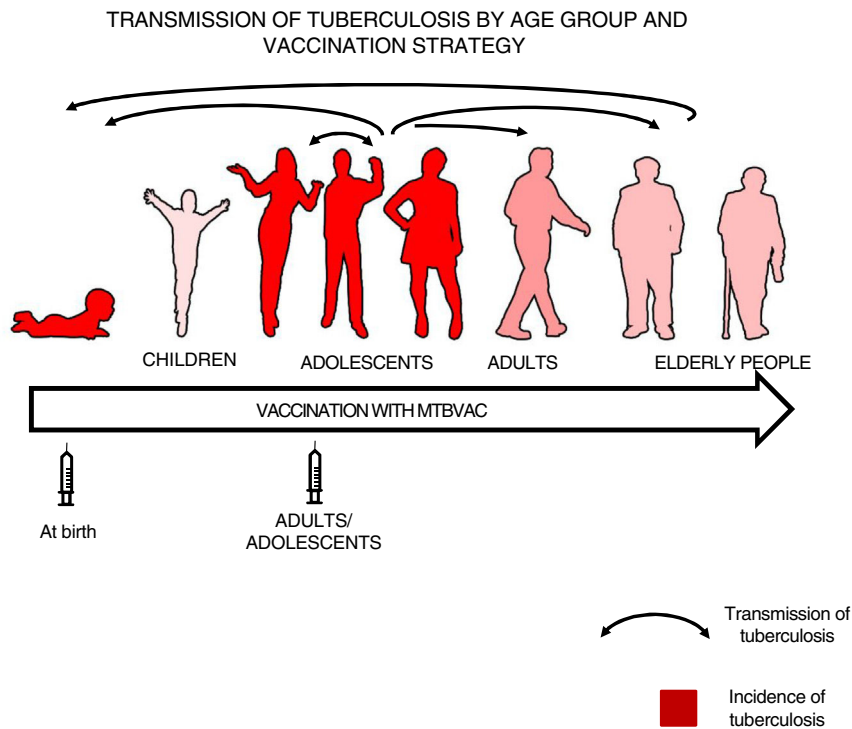 TRANSMISSION OF TUBERCULOSIS BY AGE GROUP AND
VACCINATION STRATEGY
CHILDREN
ADOLESCENTS
ADULTS
ELDERLY PEOPLE
VACCINATION WITH MTBVAC
At birth
ADULTS/
ADOLESCENTS
Transmission of
tuberculosis
Incidence of
tuberculosis